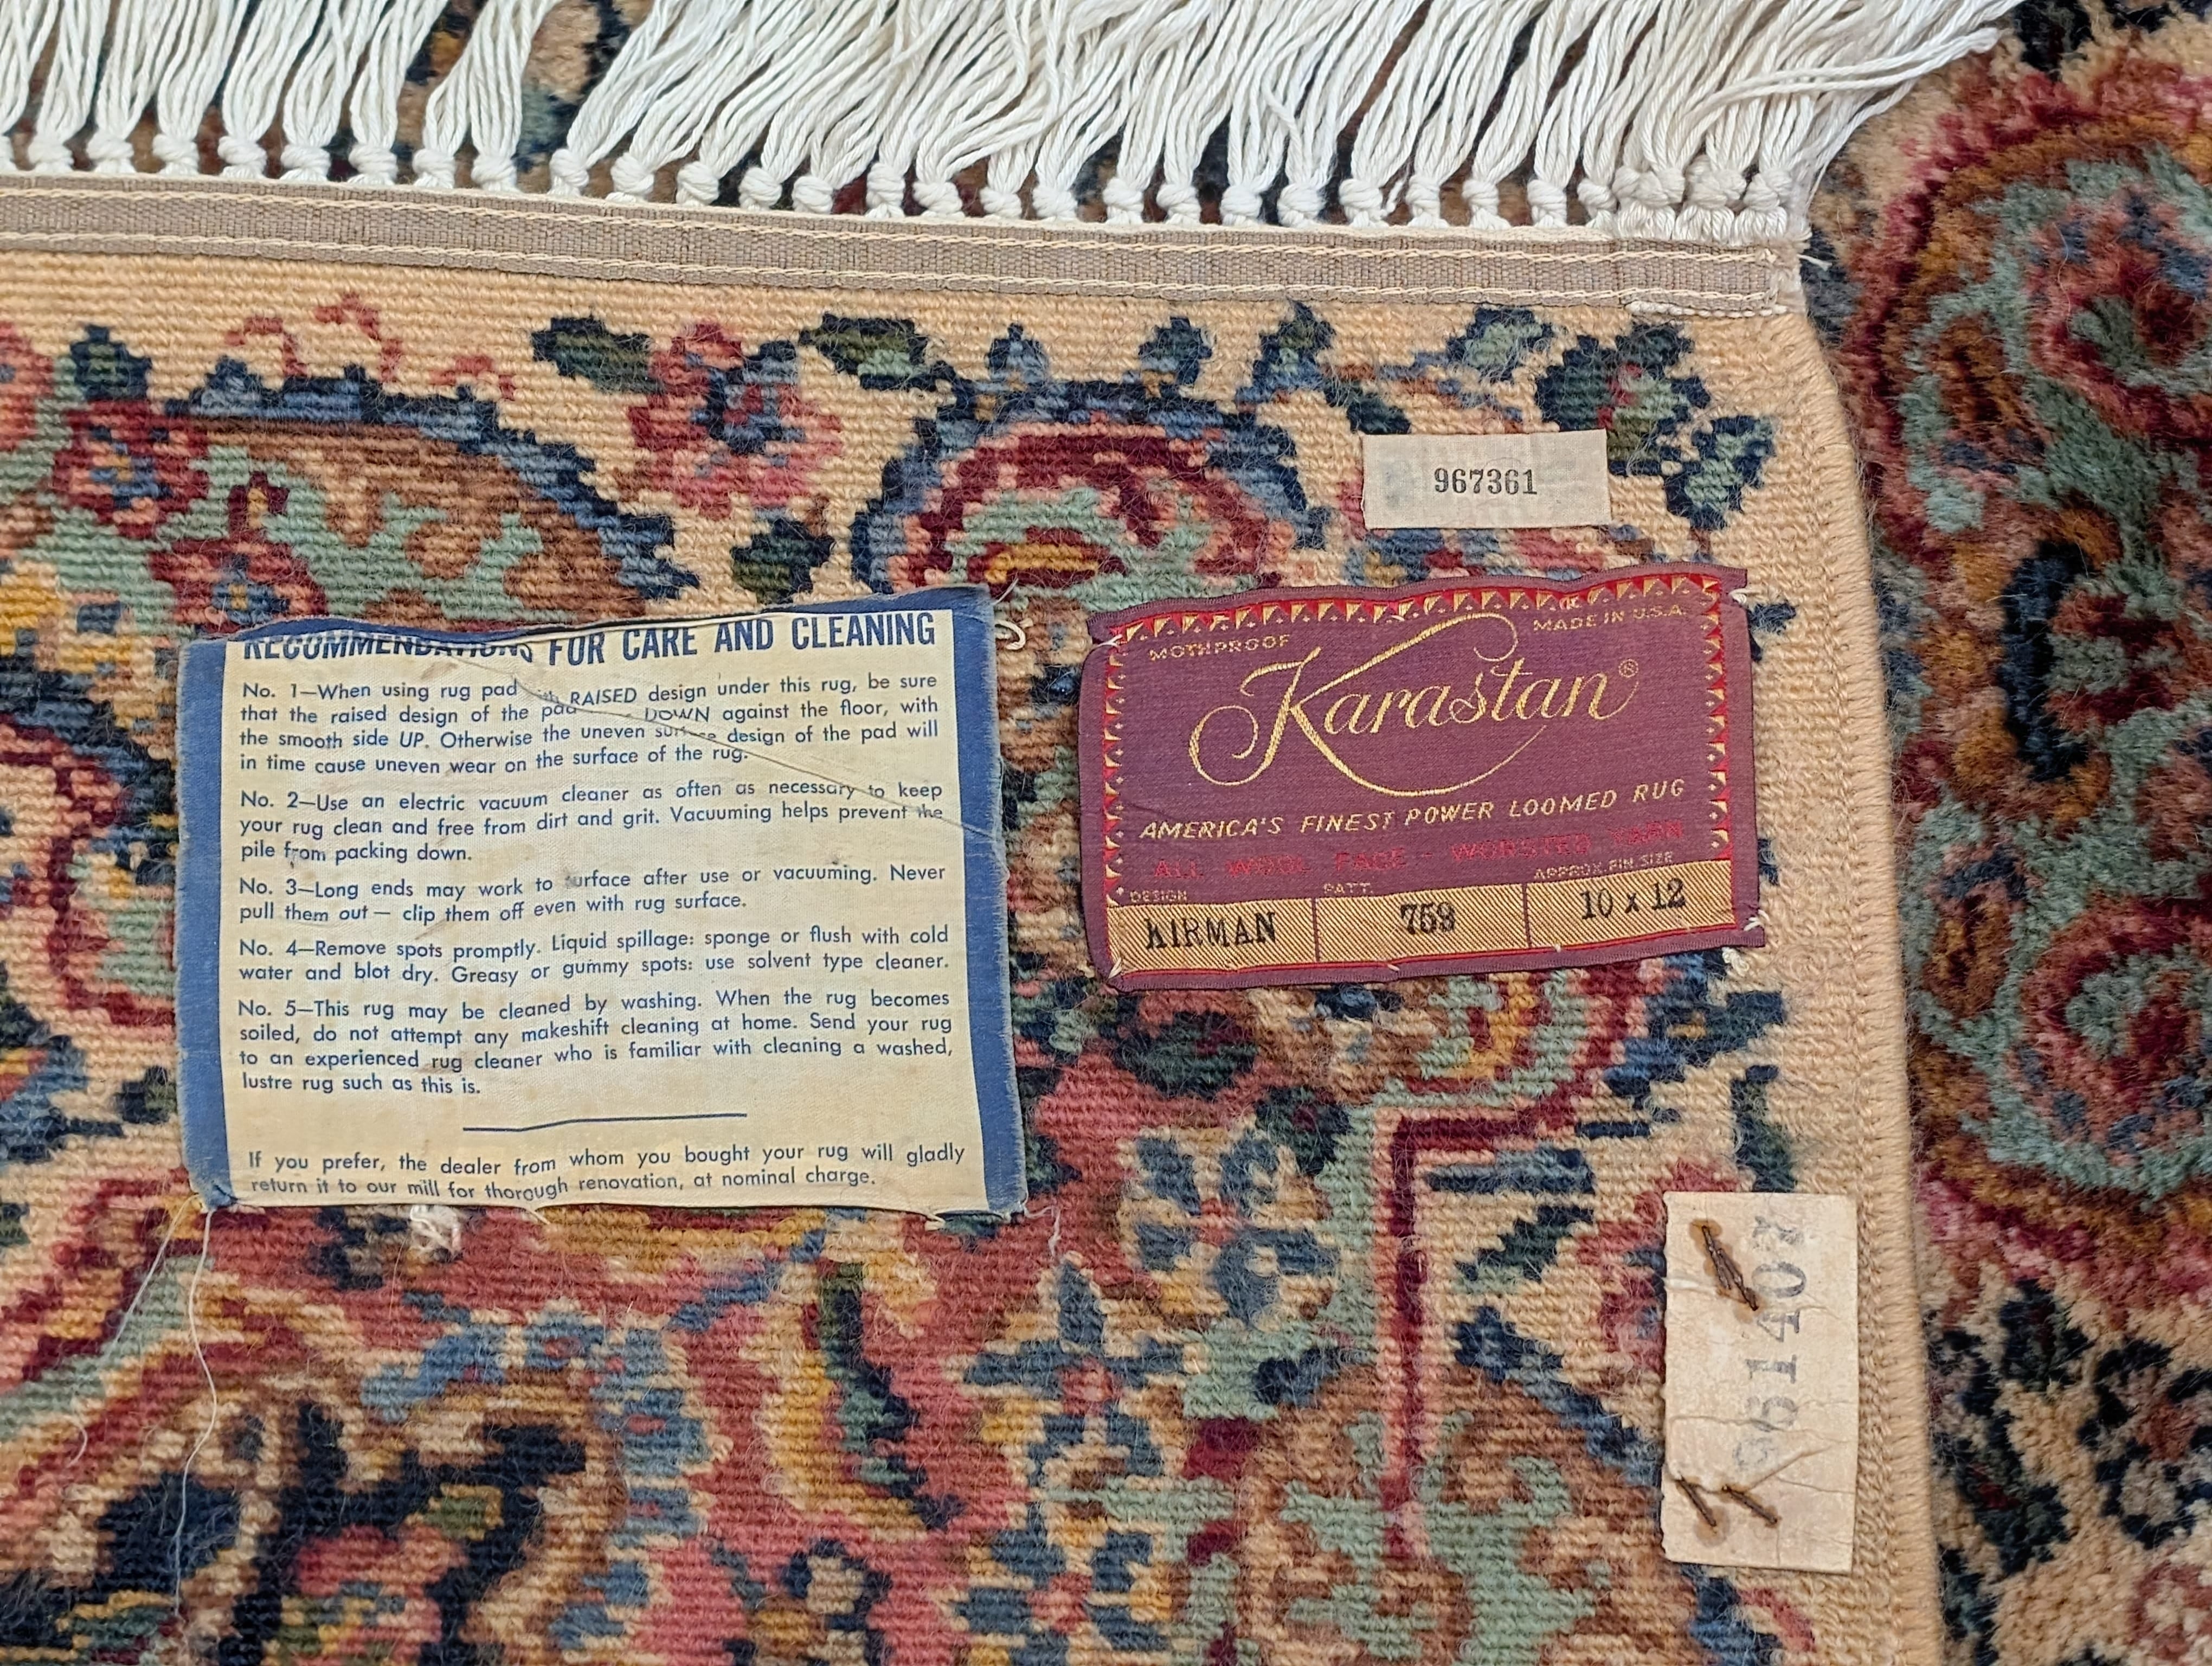 967361
RECOMMENDATIONS FOR CARE AND CLEANING
No. 1—When using rug pad with RAISED design under this rug, be sure
that the raised design of the pad DOWN against the floor, with
the smooth side UP. Otherwise the uneven surface design of the pad will
in time cause uneven wear on the surface of the rug.
No. 2—Use an electric vacuum cleaner as often as necessary to keep
your rug clean and free from dirt and grit. Vacuuming helps prevent the
pile from packing down.
No. 3—Long ends may work to surface after use or vacuuming. Never
pull them out — clip them off even with rug surface.
No. 4—Remove spots promptly. Liquid spillage: sponge or flush with cold
water and blot dry. Greasy or gummy spots: use solvent type cleaner.
No. 5—This rug may be cleaned by washing. When the rug becomes
soiled, do not attempt any makeshift cleaning at home. Send your rug
to an experienced rug cleaner who is familiar with cleaning a washed,
lustre rug such as this is.
If you prefer, the dealer from whom you bought your rug will gladly
return it to our mill for thorough renovation, at nominal charge.
MOTHPROOF MADE IN U.S.A.
Karastan®
AMERICA'S FINEST POWER LOOMED RUG
ALL WOOL FACE - WORSTED YARN
DESIGN PATT. APPROX. FIN. SIZE
KIRMAN 759 10 x 12